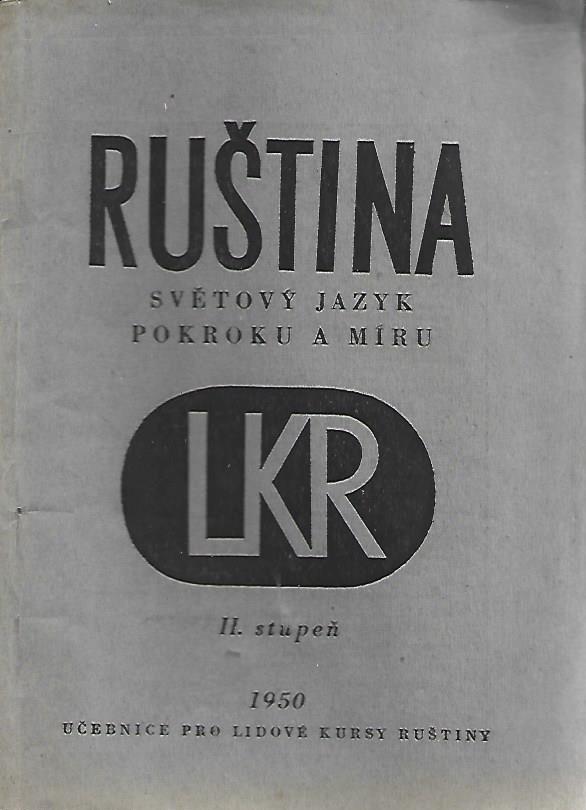 RUŠTINA
SVĚTOVÝ JAZYK
POKROKU A MÍRU
LKR
II. stupeň
1950
UČEBNICE PRO LIDOVÉ KURSY RUŠTINY